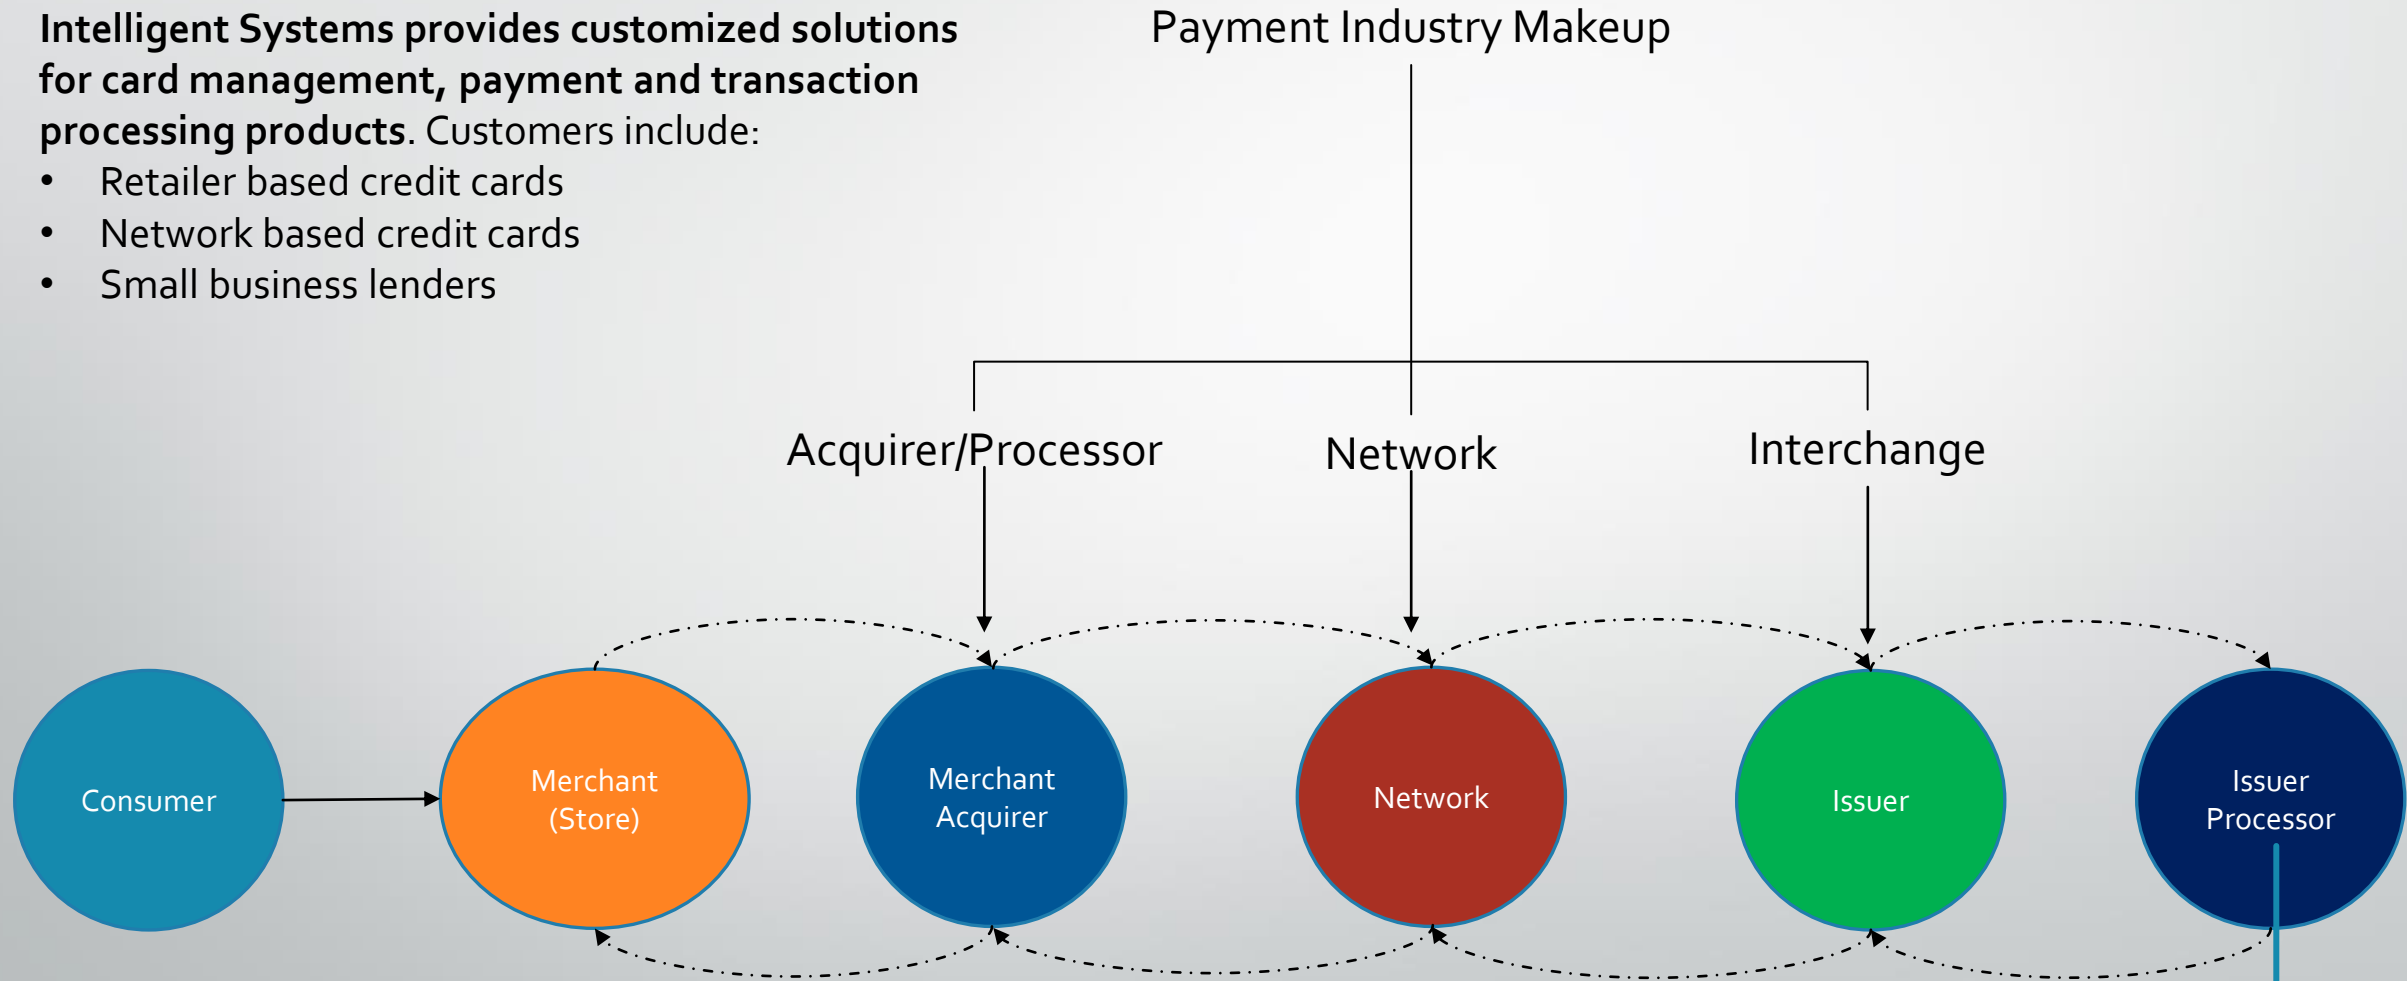 Intelligent Systems provides customized solutions
for card management, payment and transaction
processing products. Customers include:
• Retailer based credit cards
• Network based credit cards
• Small business lenders
Payment Industry Makeup
Acquirer/Processor
Network
Interchange
Consumer
Merchant
(Store)
Merchant
Acquirer
Network
Issuer
Issuer
Processor